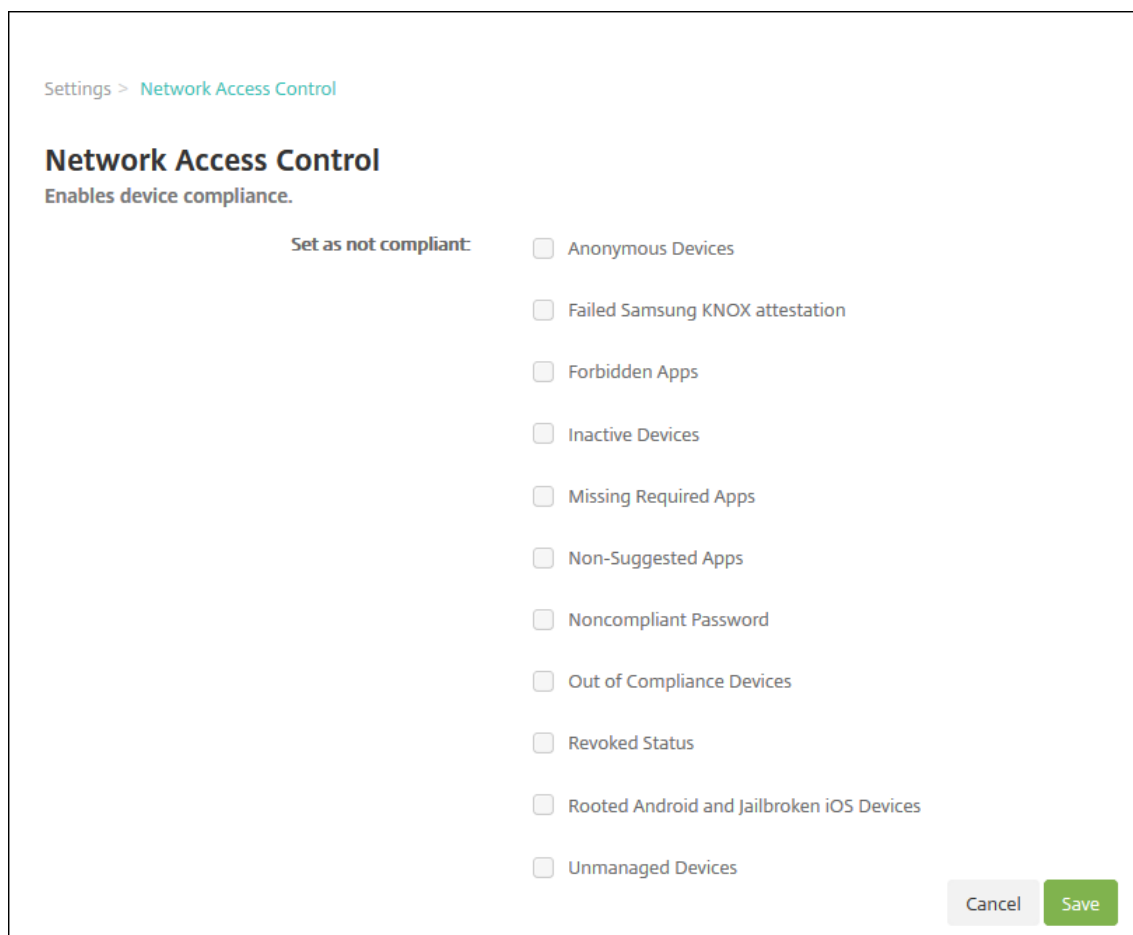 Settings > Network Access Control
Network Access Control
Enables device compliance.
Set as not compliant:
Anonymous Devices
Failed Samsung KNOX attestation
Forbidden Apps
Inactive Devices
Missing Required Apps
Non-Suggested Apps
Noncompliant Password
Out of Compliance Devices
Revoked Status
Rooted Android and Jailbroken iOS Devices
Unmanaged Devices
Cancel Save